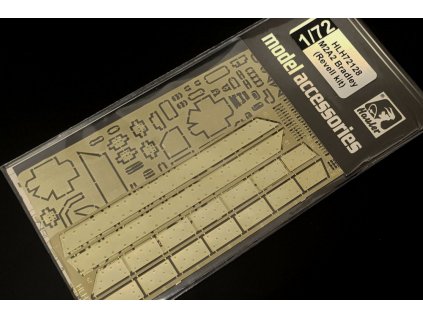 1/72
HLH72128
M2A2 Bradley
(Revell kit)
Hauler
model accessories